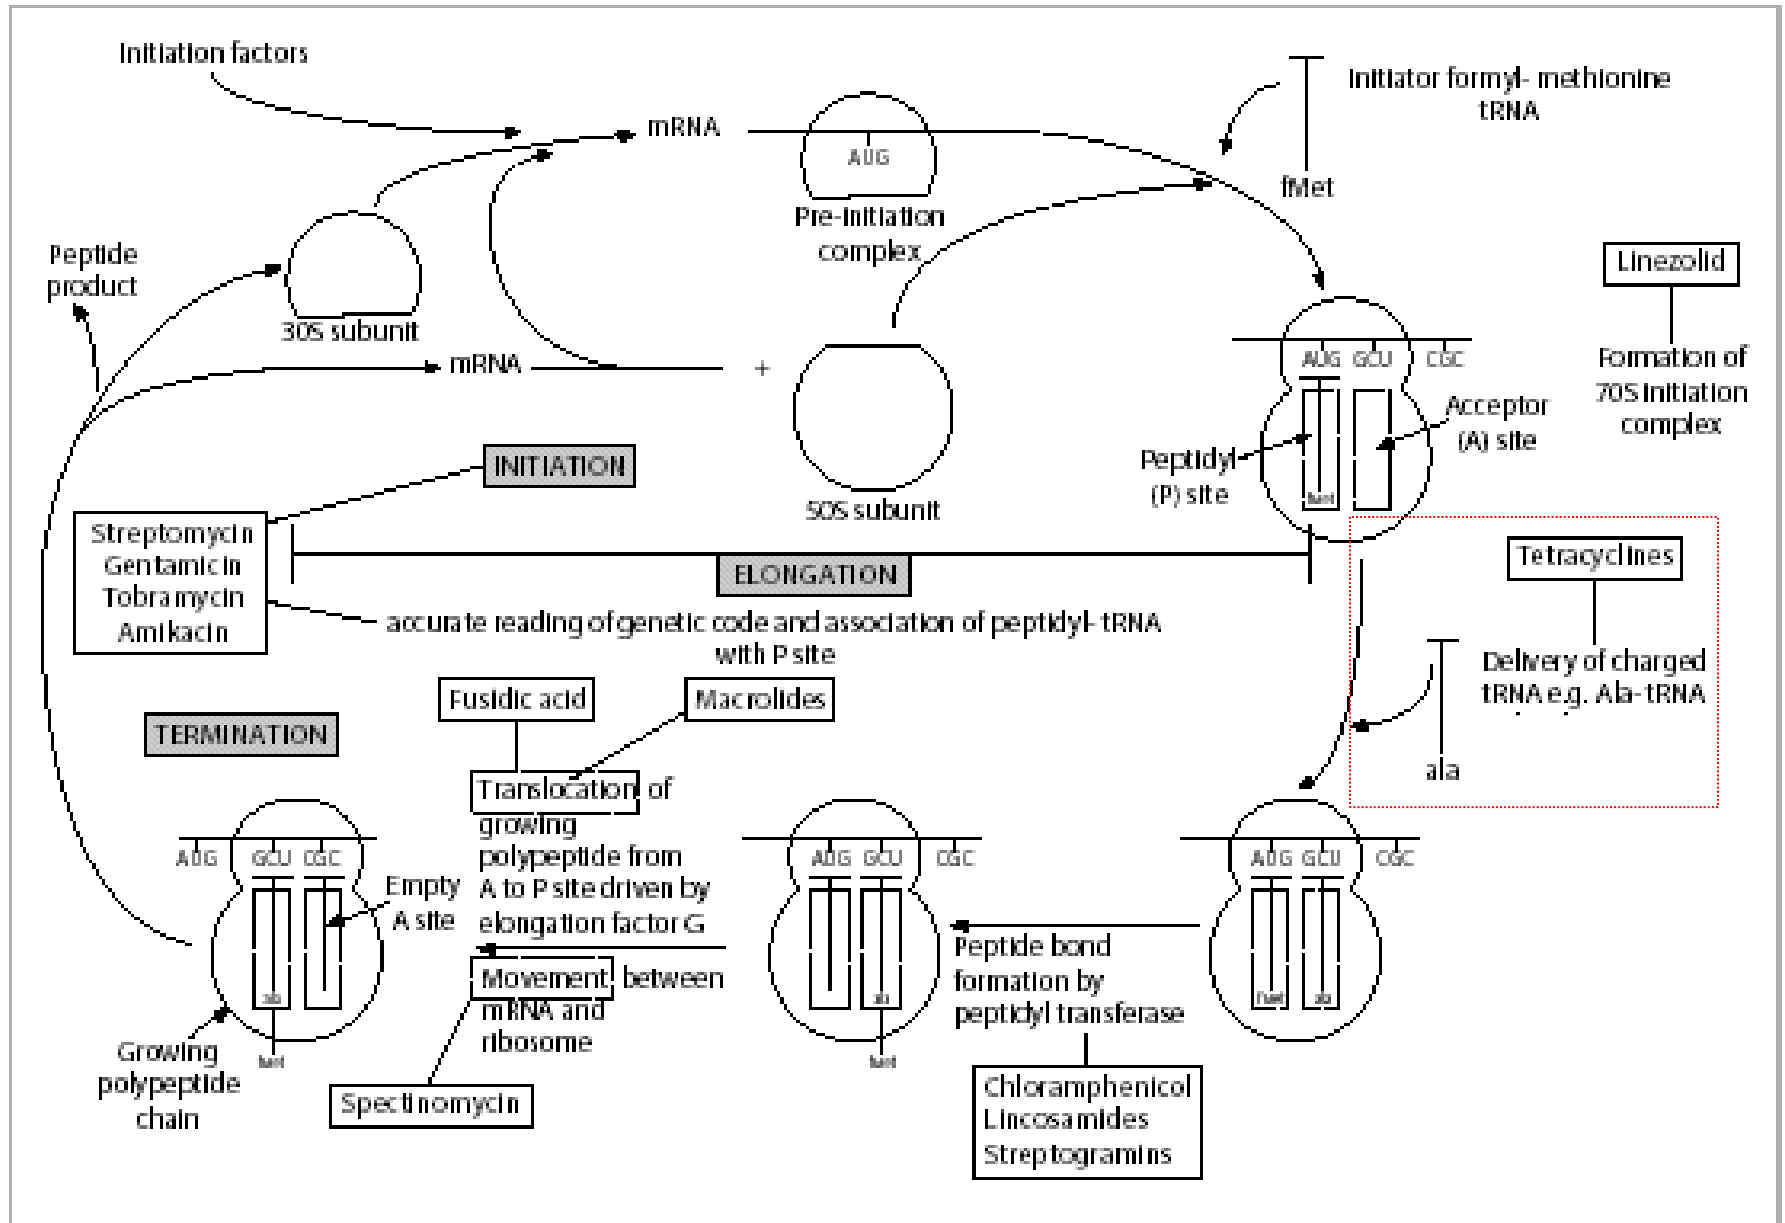 Initiation factors
mRNA
AUG
Pre-initiation
complex
Initiator formyl- methionine
tRNA
fMet
Peptide
product
30S subunit
mRNA
+
50S subunit
Linezolid
Formation of
70S initiation
complex
AUG GCU CGC
Acceptor
(A) site
Peptidyl
(P) site
fMet
INITIATION
Streptomycin
Gentamicin
Tobramycin
Amikacin
ELONGATION
accurate reading of genetic code and association of peptidyl- tRNA
with P site
Tetracyclines
Delivery of charged
tRNA e.g. Ala- tRNA
ala
Fusidic acid
Macrolides
TERMINATION
Translocation of
growing
polypeptide from
A to P site driven by
elongation factor G
Movement between
mRNA and
ribosome
Spectinomycin
AUG GCU CGC
Empty
A site
Growing
polypeptide
chain
fMet
AUG GCU CGC
fMet
Peptide bond
formation by
peptidyl transferase
Chloramphenicol
Lincosamides
Streptogramins
AUG GCU CGC
fMet